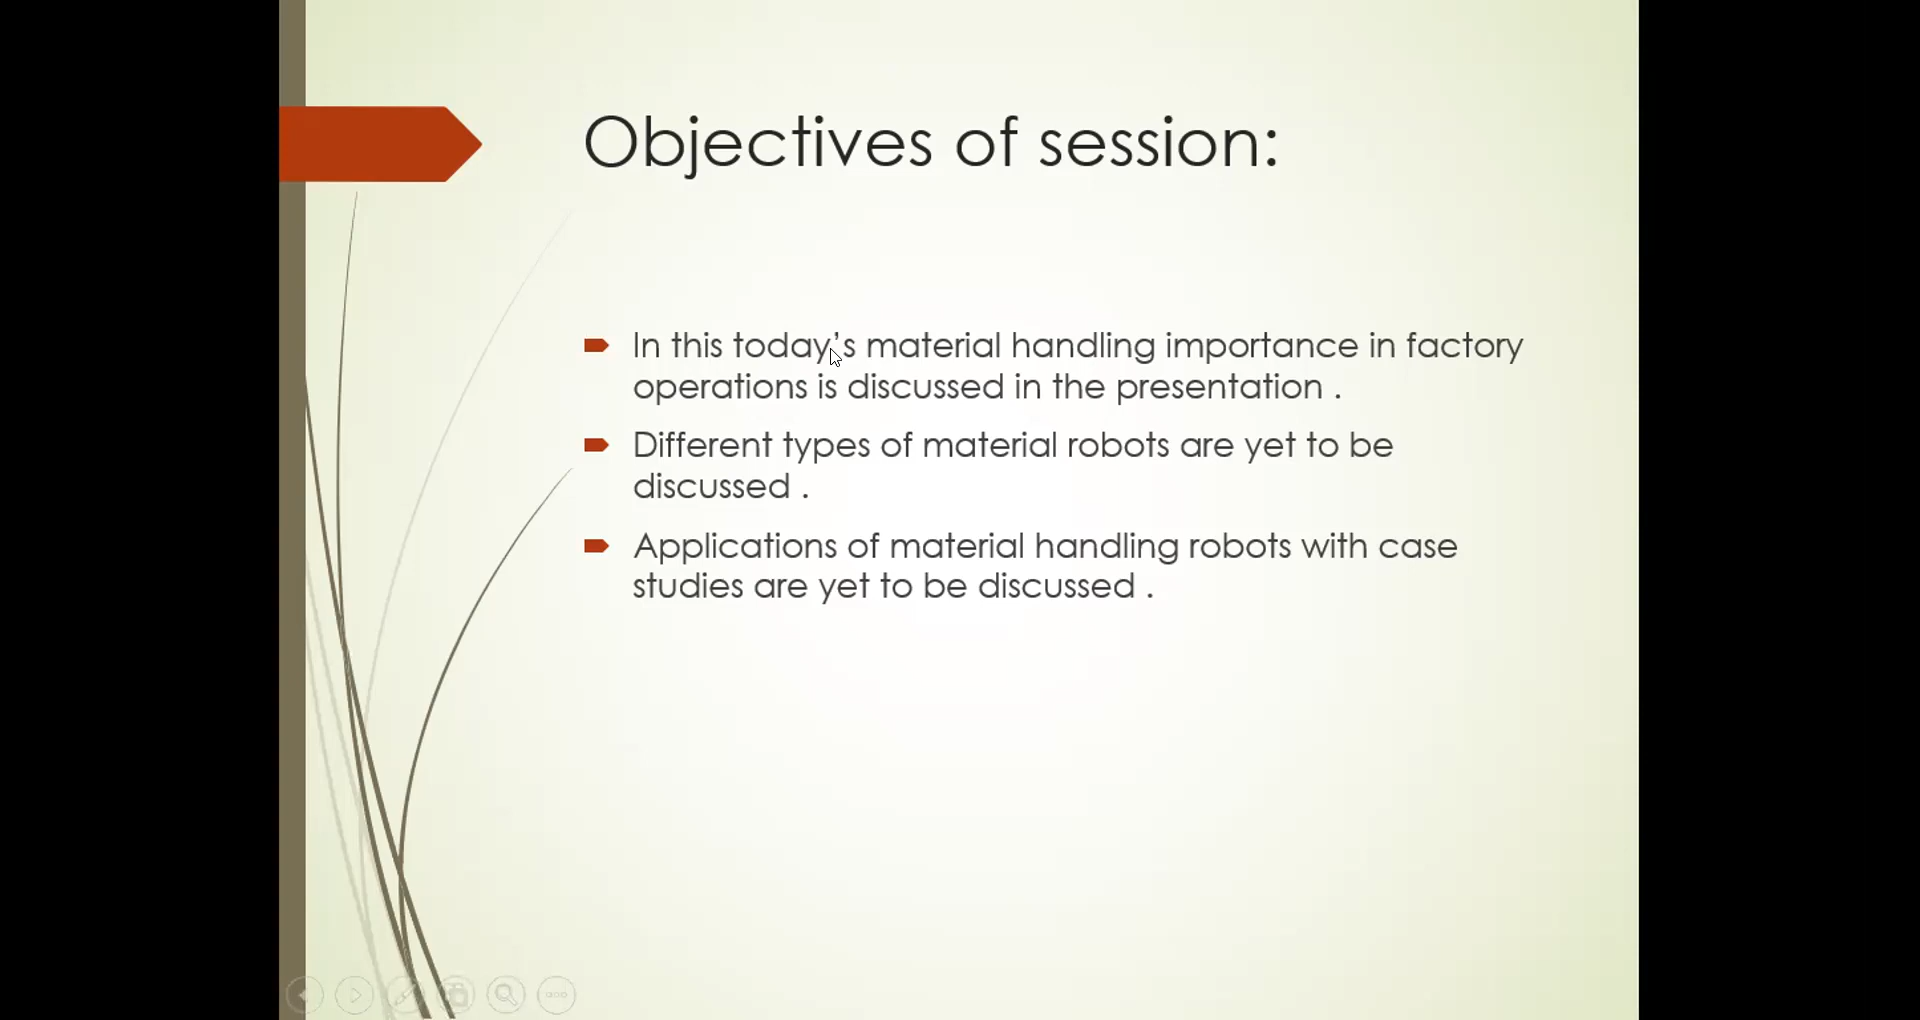 Objectives of session:
In this today’s material handling importance in factory
operations is discussed in the presentation .
Different types of material robots are yet to be
discussed .
Applications of material handling robots with case
studies are yet to be discussed .